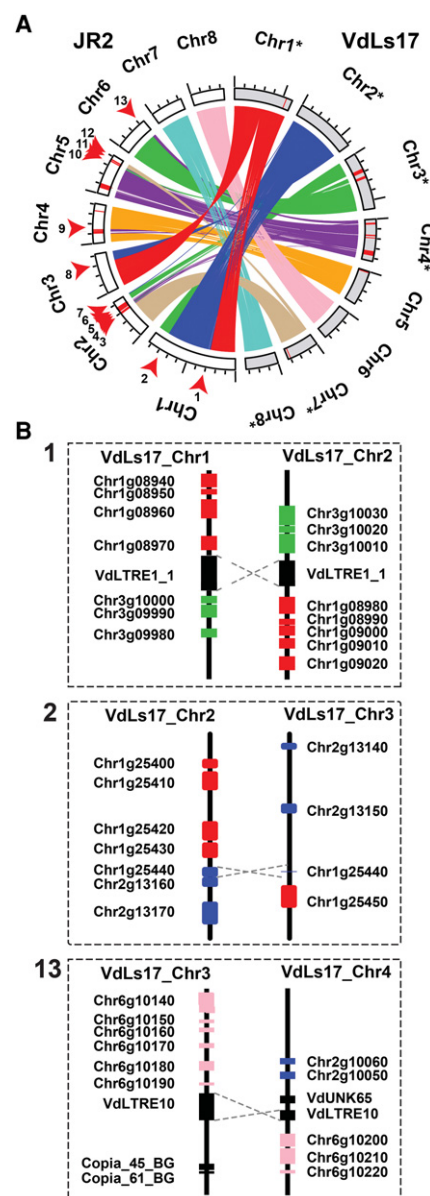 A
JR2
VdLs17
Chr8
Chr7
Chr6
Chr5
Chr4
Chr3
Chr2
Chr1
Chr1*
Chr2*
Chr3*
Chr4*
Chr5
Chr6
Chr7*
Chr8*
13
12
11
10
9
8
7
6
5
4
3
2
1
B
1
VdLs17_Chr1
VdLs17_Chr2
Chr1g08940
Chr1g08950
Chr1g08960
Chr1g08970
VdLTRE1_1
Chr3g10000
Chr3g09990
Chr3g09980
Chr3g10030
Chr3g10020
Chr3g10010
VdLTRE1_1
Chr1g08980
Chr1g08990
Chr1g09000
Chr1g09010
Chr1g09020
2
VdLs17_Chr2
VdLs17_Chr3
Chr1g25400
Chr1g25410
Chr1g25420
Chr1g25430
Chr1g25440
Chr2g13160
Chr2g13170
Chr2g13140
Chr2g13150
Chr1g25440
Chr1g25450
13
VdLs17_Chr3
VdLs17_Chr4
Chr6g10140
Chr6g10150
Chr6g10160
Chr6g10170
Chr6g10180
Chr6g10190
VdLTRE10
Copia_45_BG
Copia_61_BG
Chr2g10060
Chr2g10050
VdUNK65
VdLTRE10
Chr6g10200
Chr6g10210
Chr6g10220